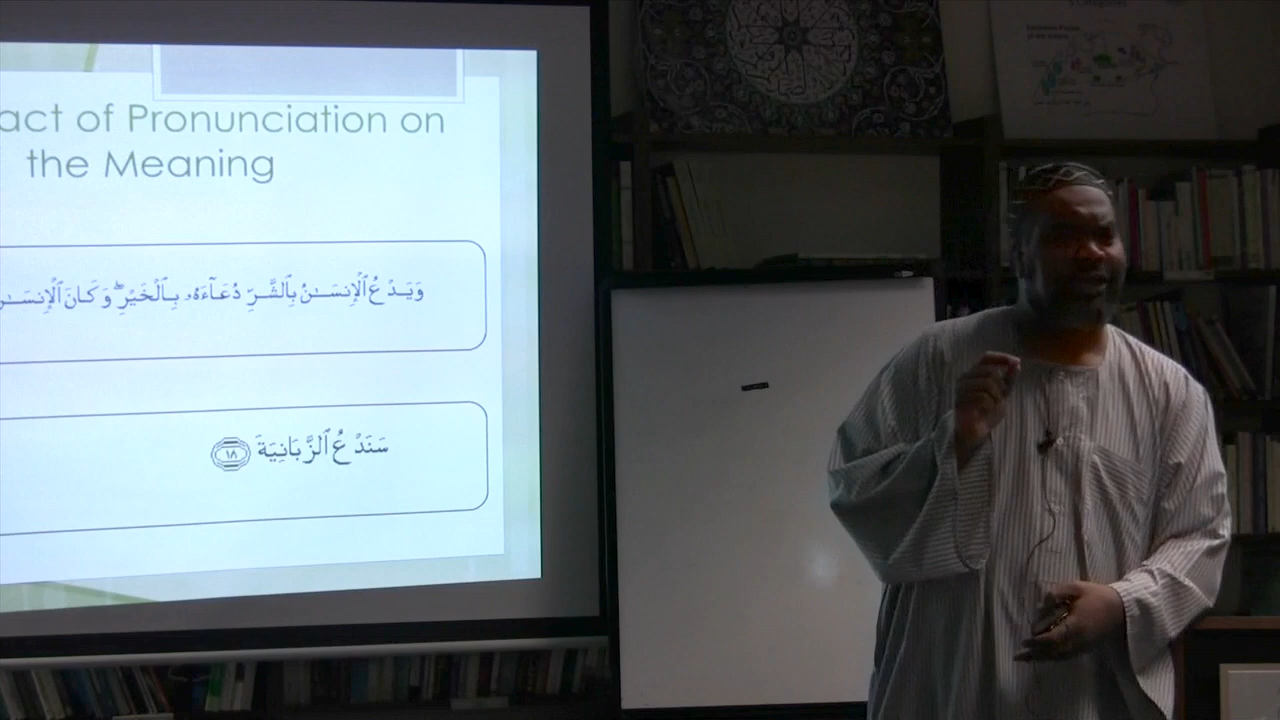 act of Pronunciation on
the Meaning
وَيَدْعُ ٱلْإِنسَـٰنُ بِٱلشَّرِّ دُعَآءَهُۥ بِٱلْخَيْرِ ۖ وَكَانَ ٱلْإِنسَـٰنُ
سَنَدْعُ ٱلزَّبَانِيَةَ ١٨